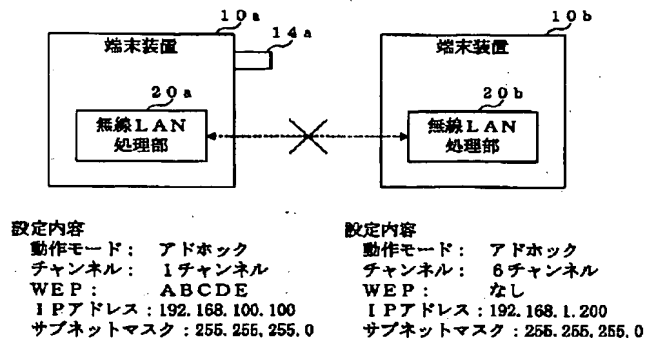 10a
14a
10b
端末装置
端末装置
20a
20b
無線LAN
処理部
無線LAN
処理部
設定内容
動作モード： アドホック
チャンネル： 1チャンネル
WEP： ABCDE
IPアドレス：192.168.100.100
サブネットマスク：255.255,255.0
設定内容
動作モード： アドホック
チャンネル： 6チャンネル
WEP： なし
IPアドレス：192.168.1.200
サブネットマスク：255.255,255,0